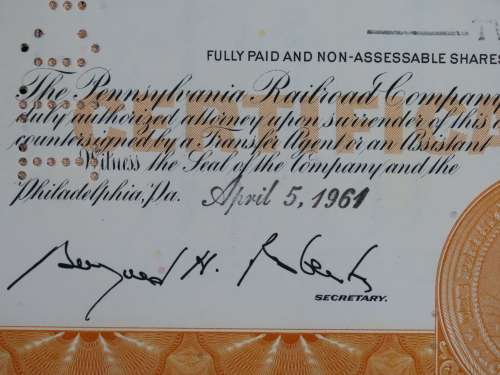 FULLY PAID AND NON-ASSESSABLE SHARES
The Pennsylvania Railroad Company
duly authorized attorney upon surrender of this
countersigned by a Transfer Agent or an Assistant
Witness the Seal of the Company and the
Philadelphia, Pa. April 5, 1961
H. Roberts
SECRETARY.